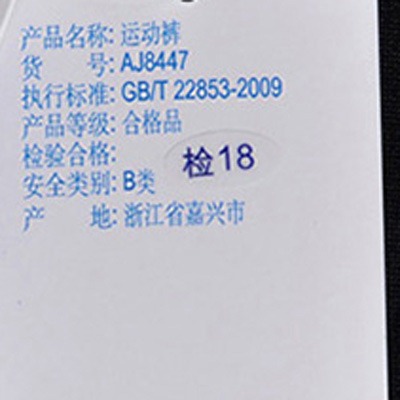 产品名称: 运动裤
货 号: AJ8447
执行标准: GB/T 22853-2009
产品等级: 合格品
检验合格: 检18
安全类别: B类
产 地: 浙江省嘉兴市